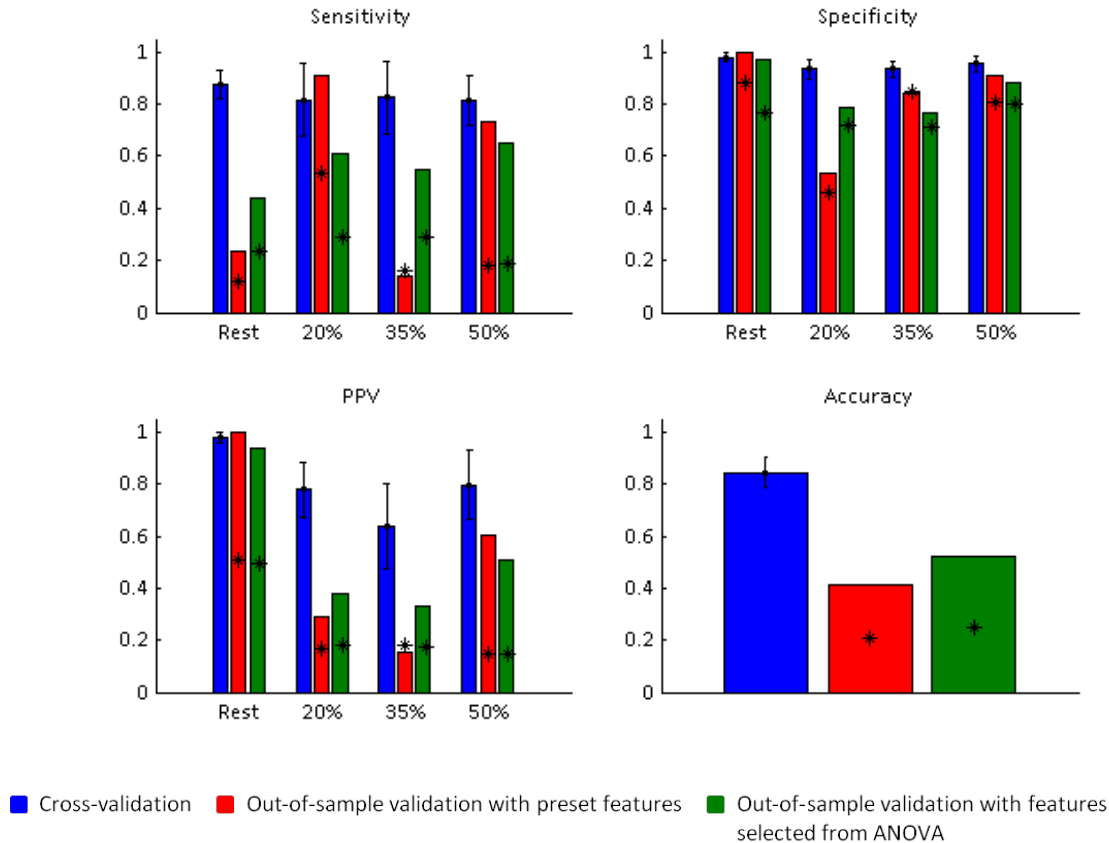 Sensitivity
1
0.8
0.6
0.4
0.2
0
Rest 20% 35% 50%
Specificity
1
0.8
0.6
0.4
0.2
0
Rest 20% 35% 50%
PPV
1
0.8
0.6
0.4
0.2
0
Rest 20% 35% 50%
Accuracy
1
0.8
0.6
0.4
0.2
0
Cross-validation
Out-of-sample validation with preset features
Out-of-sample validation with features
selected from ANOVA